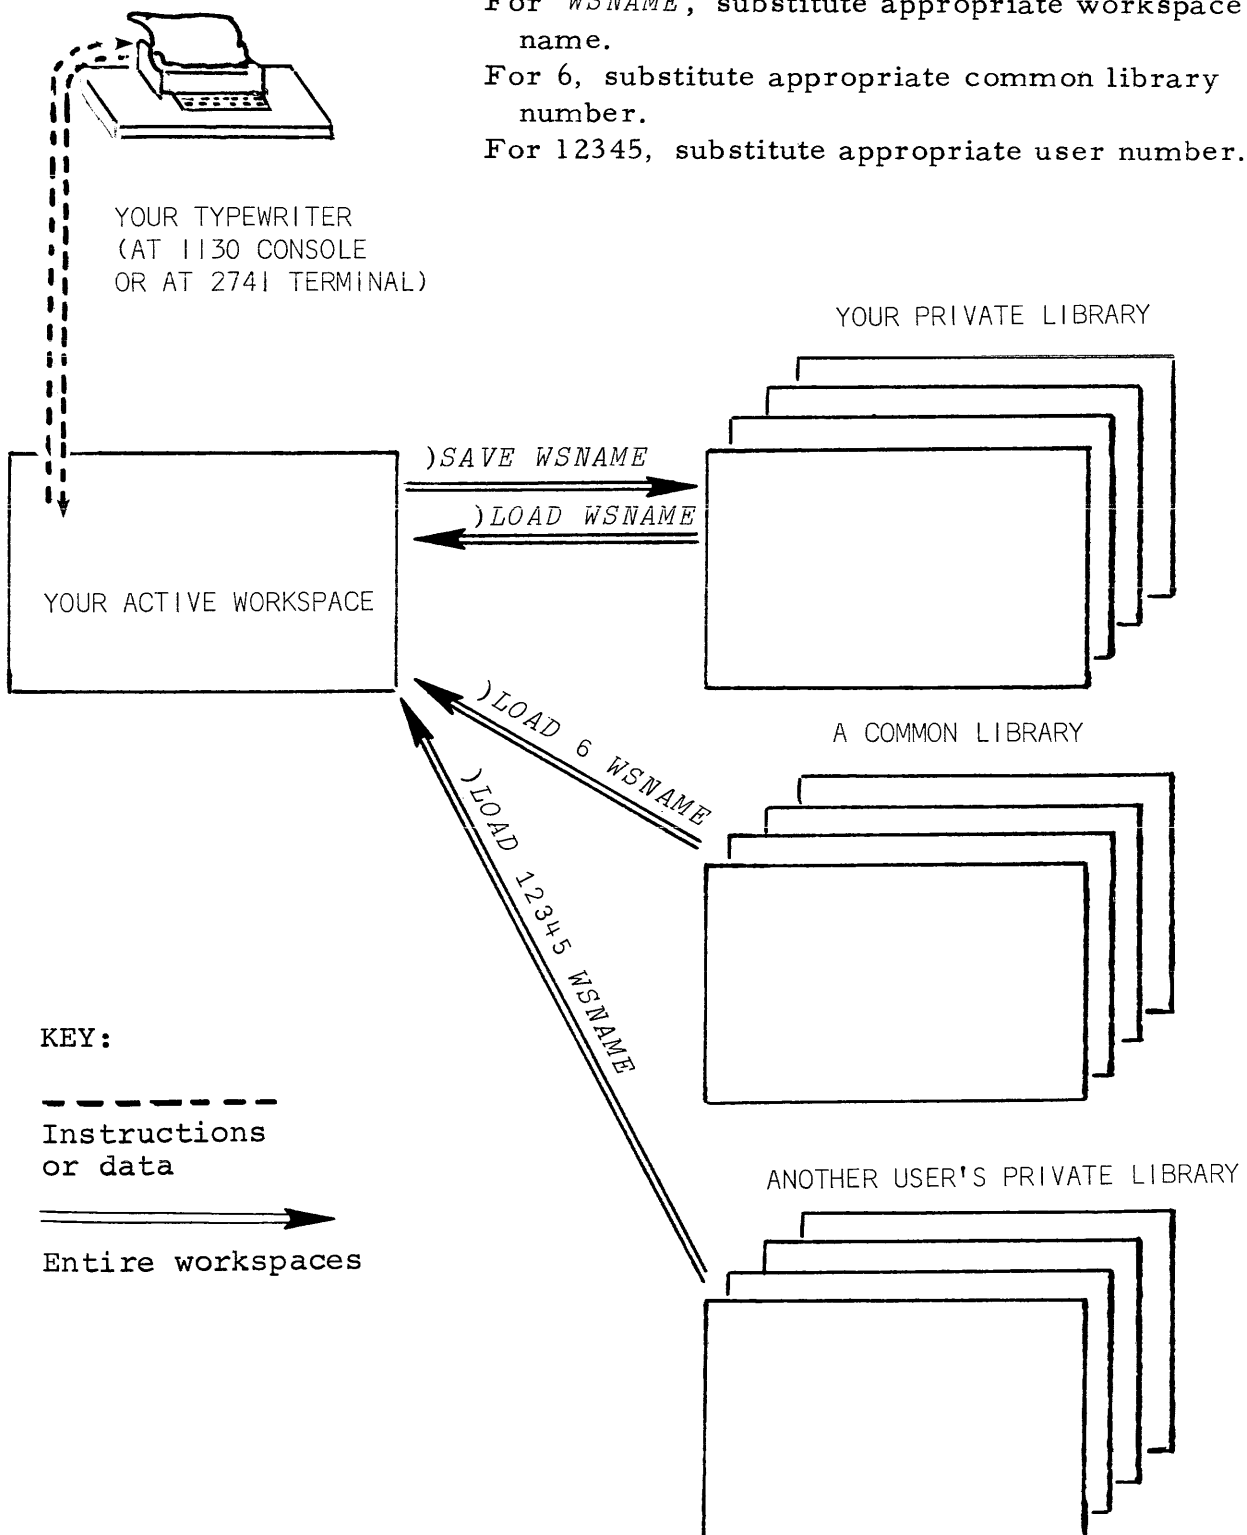 For WSNAME, substitute appropriate workspace
name.
For 6, substitute appropriate common library
number.
For 12345, substitute appropriate user number.
YOUR TYPEWRITER
(AT 1130 CONSOLE
OR AT 2741 TERMINAL)
YOUR PRIVATE LIBRARY
)SAVE WSNAME
)LOAD WSNAME
YOUR ACTIVE WORKSPACE
)LOAD 6 WSNAME
A COMMON LIBRARY
)LOAD 12345 WSNAME
KEY:
Instructions
or data
Entire workspaces
ANOTHER USER'S PRIVATE LIBRARY